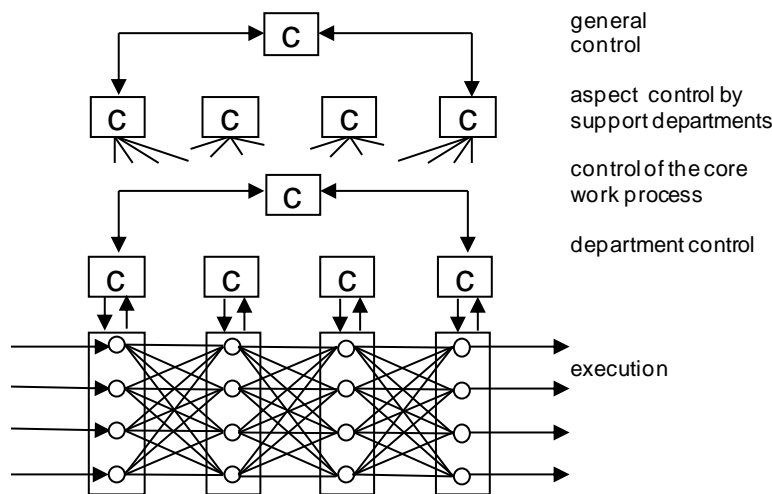 C
general
control
C C C C
aspect control by
support departments
C
control of the core
work process
department control
C C C C
execution